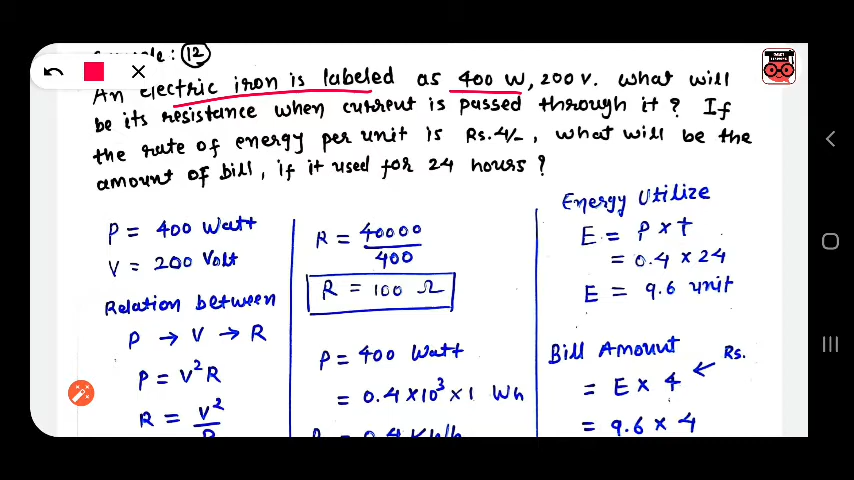 : 12
An electric iron is labeled as 400 W, 200 V. What will
be its resistance when current is passed through it? If
the rate of energy per unit is Rs. 4/-, what will be the
amount of bill, if it used for 24 hours?
P = 400 Watt
V = 200 Volt
Relation between
P → V → R
P = V²R
R = V²
R = 40000
400
R = 100 Ω
P = 400 Watt
= 0.4 × 10³ × 1 Wh
Energy Utilize
E = P × t
= 0.4 × 24
E = 9.6 unit
Bill Amount
= E × 4 ← Rs.
= 9.6 × 4